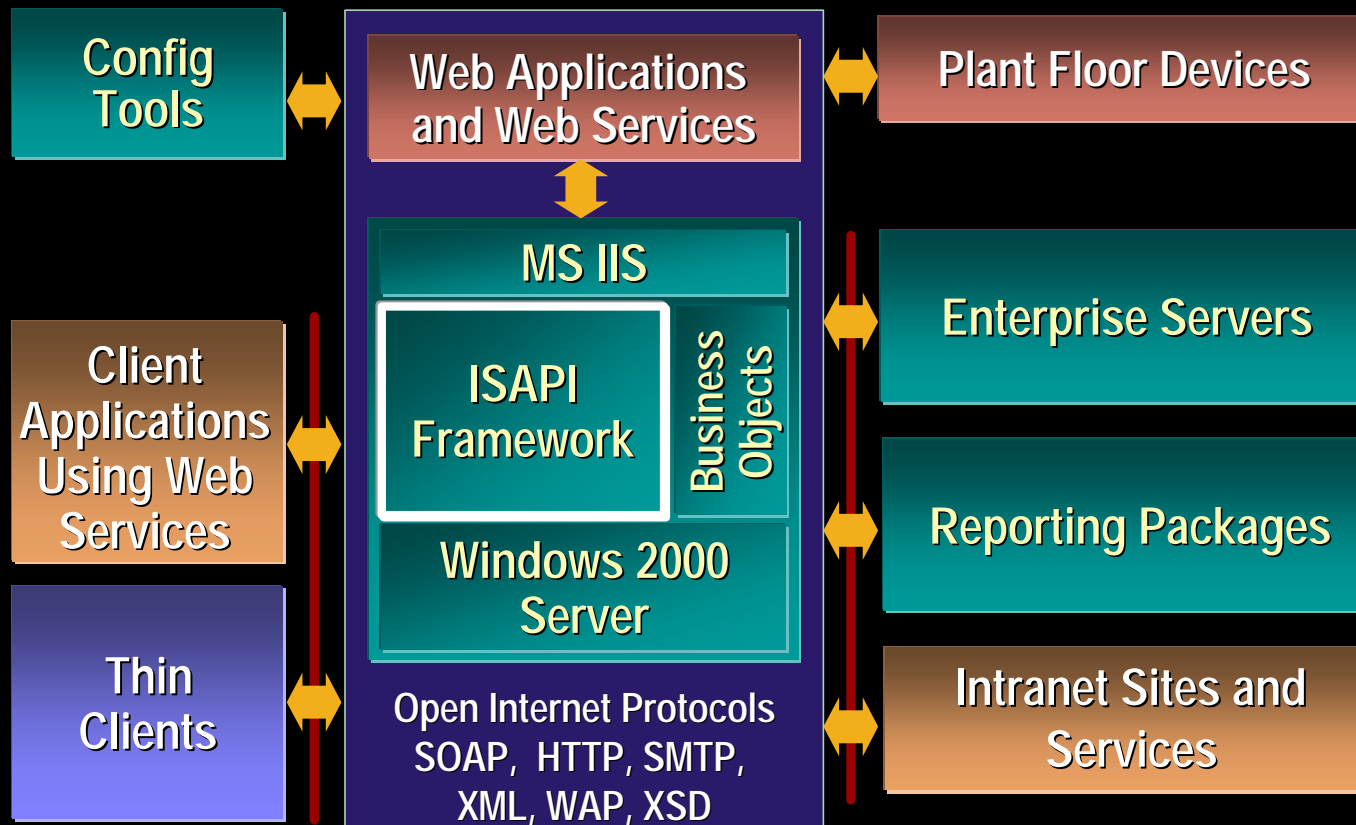 Config
Tools
Client
Applications
Using Web
Services
Thin
Clients
Web Applications
and Web Services
MS IIS
ISAPI
Framework
Business
Objects
Windows 2000
Server
Open Internet Protocols
SOAP, HTTP, SMTP,
XML, WAP, XSD
Plant Floor Devices
Enterprise Servers
Reporting Packages
Intranet Sites and
Services